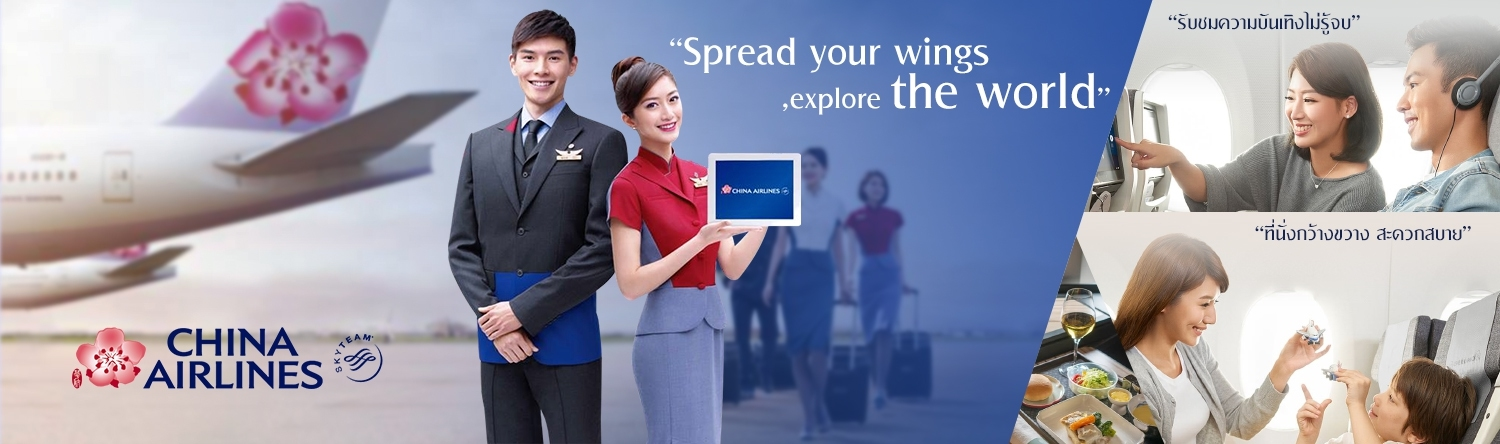 “Spread your wings
,explore the world”
CHINA AIRLINES
CHINA
AIRLINES
SKYTEAM
“รับชมความบันเทิงไม่รู้จบ”
“ที่นั่งกว้างขวาง สะดวกสบาย”